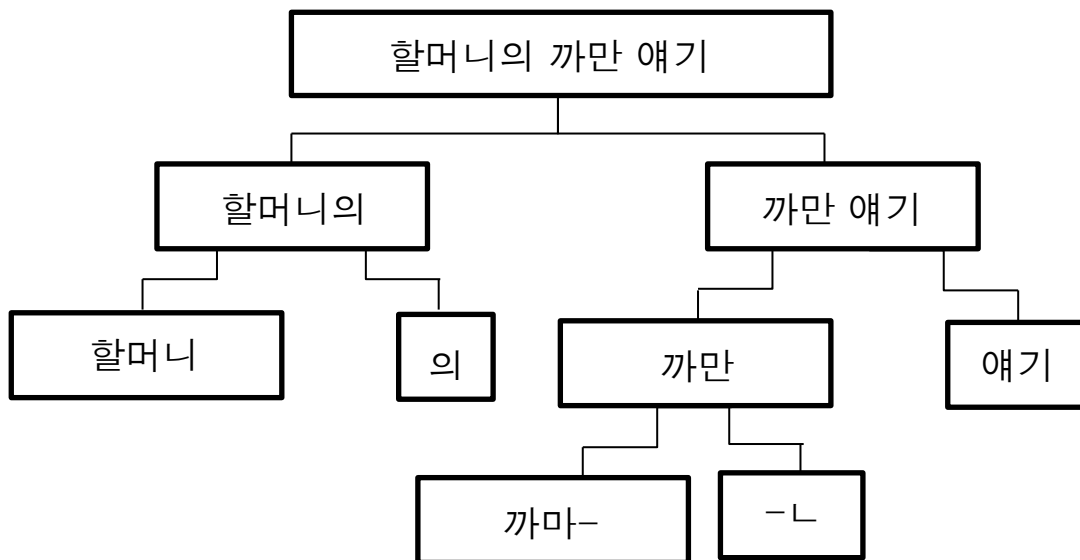 할머니의 까만 얘기
할머니의
까만 얘기
할머니
의
까만
얘기
까마-
-ㄴ